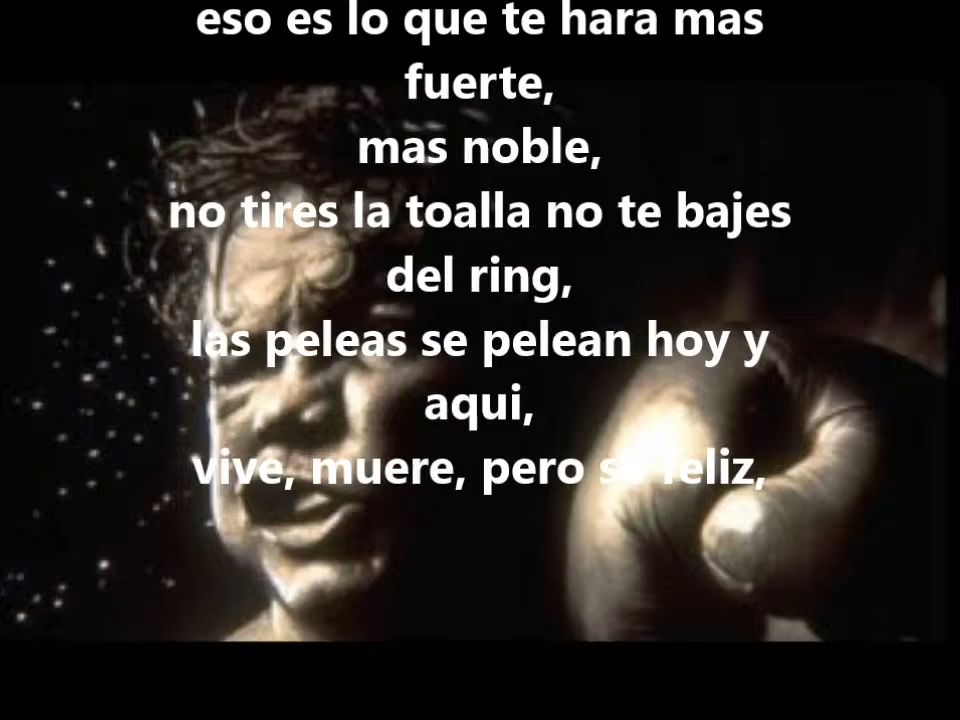 eso es lo que te hara mas
fuerte,
mas noble,
no tires la toalla no te bajes
del ring,
las peleas se pelean hoy y
aqui,
vive, muere, pero se feliz,